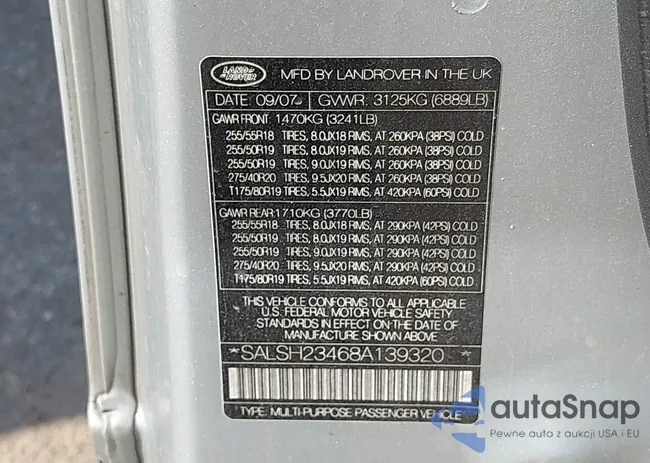 LAND ROVER
MFD BY LANDROVER IN THE UK
DATE: 09/07 GVWR: 3125KG (6889LB)
GAWR FRONT: 1470KG (3241LB)
255/55R18 TIRES, 8.0JX18 RIMS, AT 260KPA (38PSI) COLD
255/50R19 TIRES, 8.0JX19 RIMS, AT 260KPA (38PSI) COLD
255/50R19 TIRES, 9.0JX19 RIMS, AT 260KPA (38PSI) COLD
275/40R20 TIRES, 9.5JX20 RIMS, AT 260KPA (38PSI) COLD
T175/80R19 TIRES, 5.5JX19 RIMS, AT 420KPA (60PSI) COLD
GAWR REAR: 1710KG (3770LB)
255/55R18 TIRES, 8.0JX18 RIMS, AT 290KPA (42PSI) COLD
255/50R19 TIRES, 8.0JX19 RIMS, AT 290KPA (42PSI) COLD
255/50R19 TIRES, 9.0JX19 RIMS, AT 290KPA (42PSI) COLD
275/40R20 TIRES, 9.5JX20 RIMS, AT 290KPA (42PSI) COLD
T175/80R19 TIRES, 5.5JX19 RIMS, AT 420KPA (60PSI) COLD
THIS VEHICLE CONFORMS TO ALL APPLICABLE
U.S. FEDERAL MOTOR VEHICLE SAFETY
STANDARDS IN EFFECT ON THE DATE OF
MANUFACTURE SHOWN ABOVE
*SALSH23468A139320*
TYPE: MULTI-PURPOSE PASSENGER VEHICLE
autaSnap
Pewne auta z aukcji USA i EU